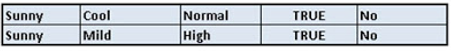 Sunny Cool Normal TRUE No
Sunny Mild High TRUE No